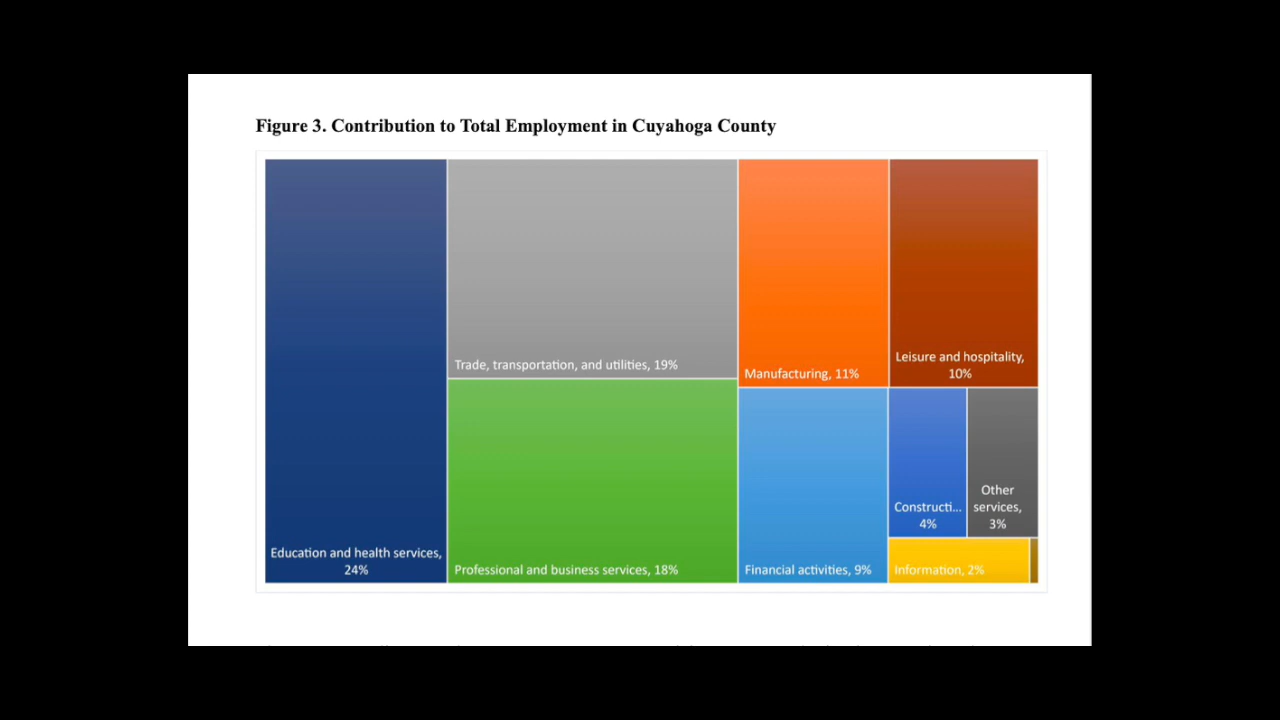 Figure 3. Contribution to Total Employment in Cuyahoga County
Trade, transportation, and utilities, 19%
Manufacturing, 11%
Leisure and hospitality,
10%
Education and health services,
24%
Professional and business services, 18%
Financial activities, 9%
Constructi...
4%
Other
services,
3%
Information, 2%